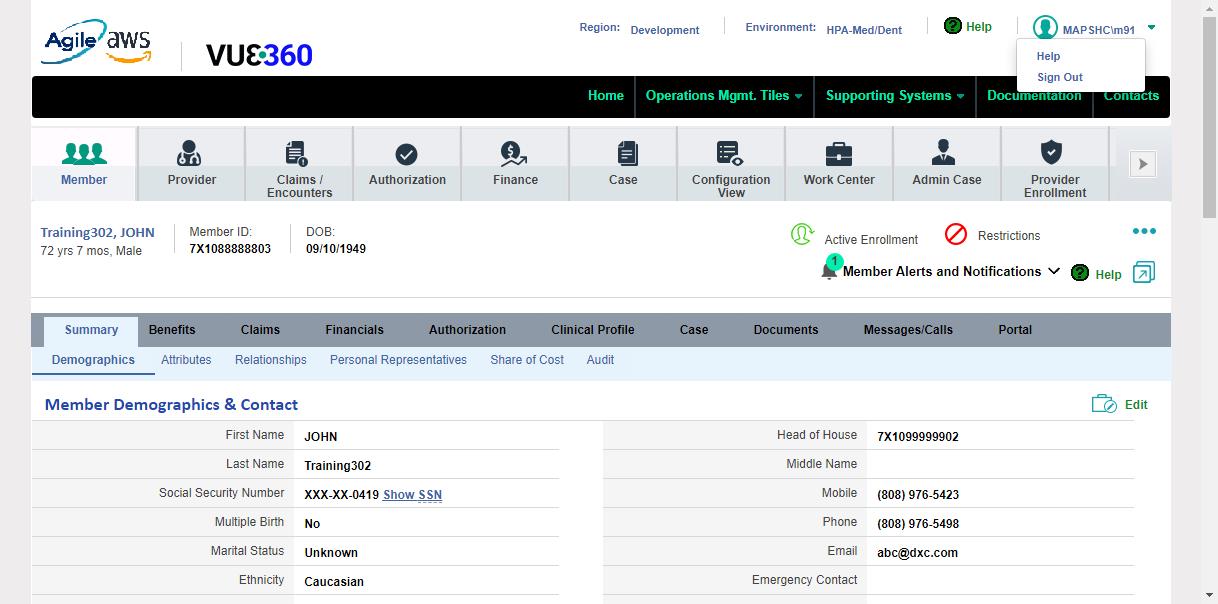 Agile aws
VUE360
Region: Development
Environment: HPA-Med/Dent
? Help
MAPSHC\m91
Help
Sign Out
Home
Operations Mgmt. Tiles
Supporting Systems
Documentation
Contacts
Member
Provider
Claims /
Encounters
Authorization
Finance
Case
Configuration
View
Work Center
Admin Case
Provider
Enrollment
Training302, JOHN
72 yrs 7 mos, Male
Member ID:
7X1088888803
DOB:
09/10/1949
Active Enrollment
Restrictions
1
Member Alerts and Notifications
? Help
Summary
Benefits
Claims
Financials
Authorization
Clinical Profile
Case
Documents
Messages/Calls
Portal
Demographics
Attributes
Relationships
Personal Representatives
Share of Cost
Audit
Member Demographics & Contact
Edit
First Name JOHN
Head of House 7X1099999902
Last Name Training302
Middle Name
Social Security Number XXX-XX-0419 Show SSN
Mobile (808) 976-5423
Multiple Birth No
Phone (808) 976-5498
Marital Status Unknown
Email abc@dxc.com
Ethnicity Caucasian
Emergency Contact